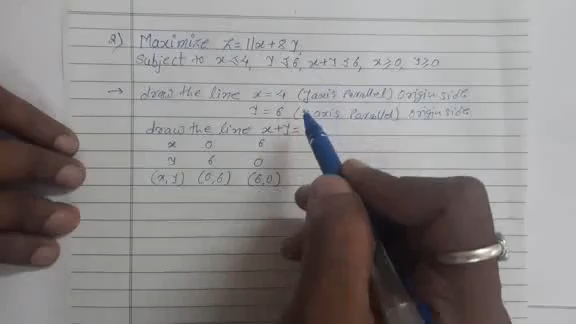 2) Maximize Z = 11x + 8y,
Subject to x ≤ 4, y ≤ 6, x+y ≤ 6, x ≥ 0, y ≥ 0
→ draw the line x = 4 (y axis parallel) origin side
y = 6 (x axis parallel) origin side
draw the line x+y =
x 0 6
y 6 0
(x,y) (0,6) (6,0)